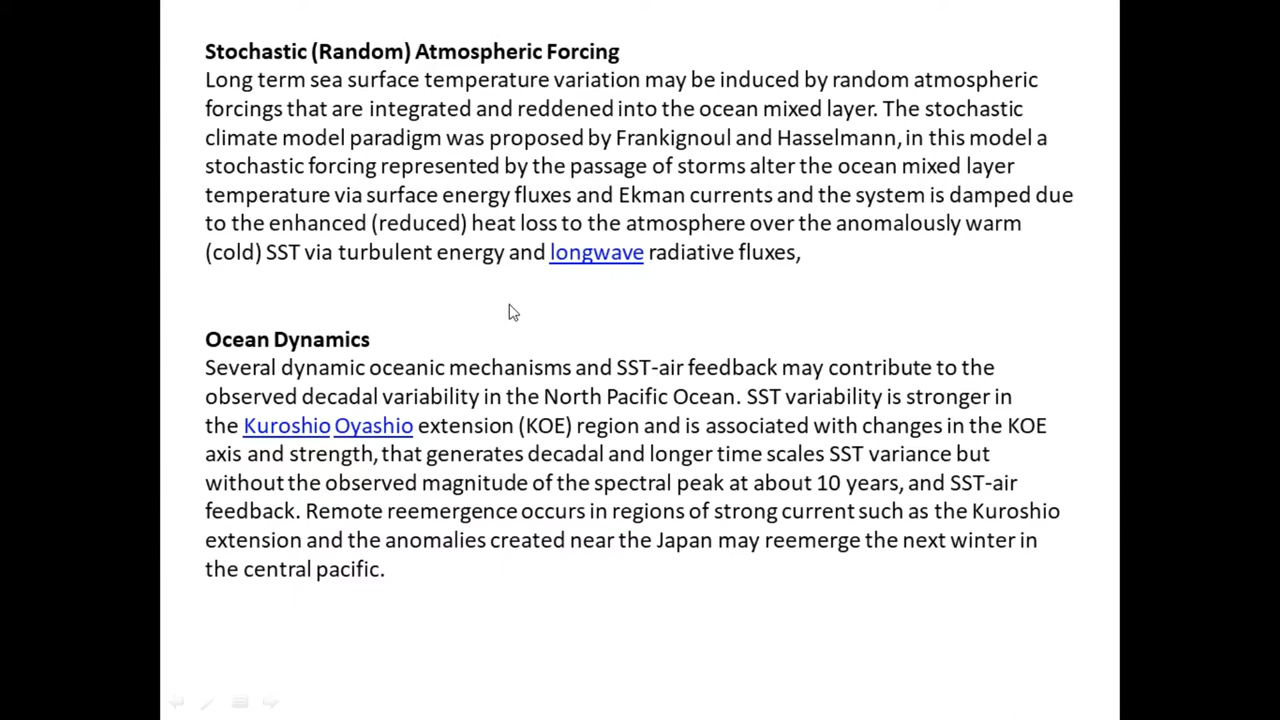 Stochastic (Random) Atmospheric Forcing
Long term sea surface temperature variation may be induced by random atmospheric
forcings that are integrated and reddened into the ocean mixed layer. The stochastic
climate model paradigm was proposed by Frankignoul and Hasselmann, in this model a
stochastic forcing represented by the passage of storms alter the ocean mixed layer
temperature via surface energy fluxes and Ekman currents and the system is damped due
to the enhanced (reduced) heat loss to the atmosphere over the anomalously warm
(cold) SST via turbulent energy and longwave radiative fluxes,
Ocean Dynamics
Several dynamic oceanic mechanisms and SST-air feedback may contribute to the
observed decadal variability in the North Pacific Ocean. SST variability is stronger in
the Kuroshio Oyashio extension (KOE) region and is associated with changes in the KOE
axis and strength, that generates decadal and longer time scales SST variance but
without the observed magnitude of the spectral peak at about 10 years, and SST-air
feedback. Remote reemergence occurs in regions of strong current such as the Kuroshio
extension and the anomalies created near the Japan may reemerge the next winter in
the central pacific.